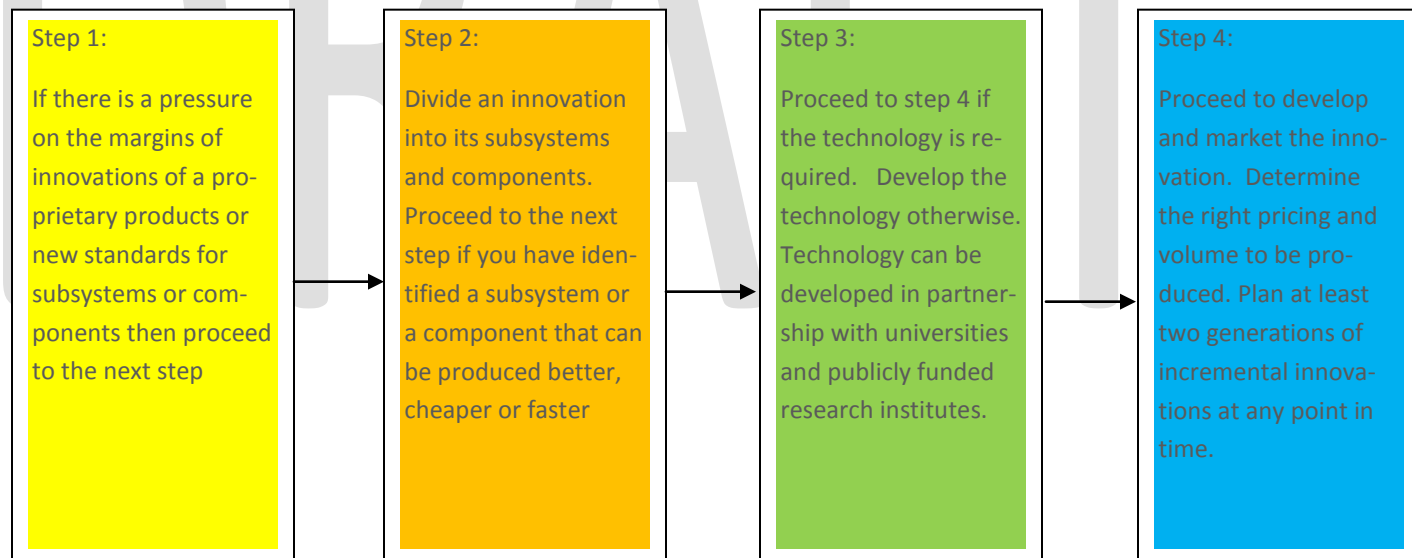 Step 1:
If there is a pressure
on the margins of
innovations of a pro-
prietary products or
new standards for
subsystems or com-
ponents then proceed
to the next step
Step 2:
Divide an innovation
into its subsystems
and components.
Proceed to the next
step if you have iden-
tified a subsystem or
a component that can
be produced better,
cheaper or faster
Step 3:
Proceed to step 4 if
the technology is re-
quired.   Develop the
technology otherwise.
Technology can be
developed in partner-
ship with universities
and publicly funded
research institutes.
Step 4:
Proceed to develop
and market the inno-
vation.  Determine
the right pricing and
volume to be pro-
duced. Plan at least
two generations of
incremental innova-
tions at any point in
time.